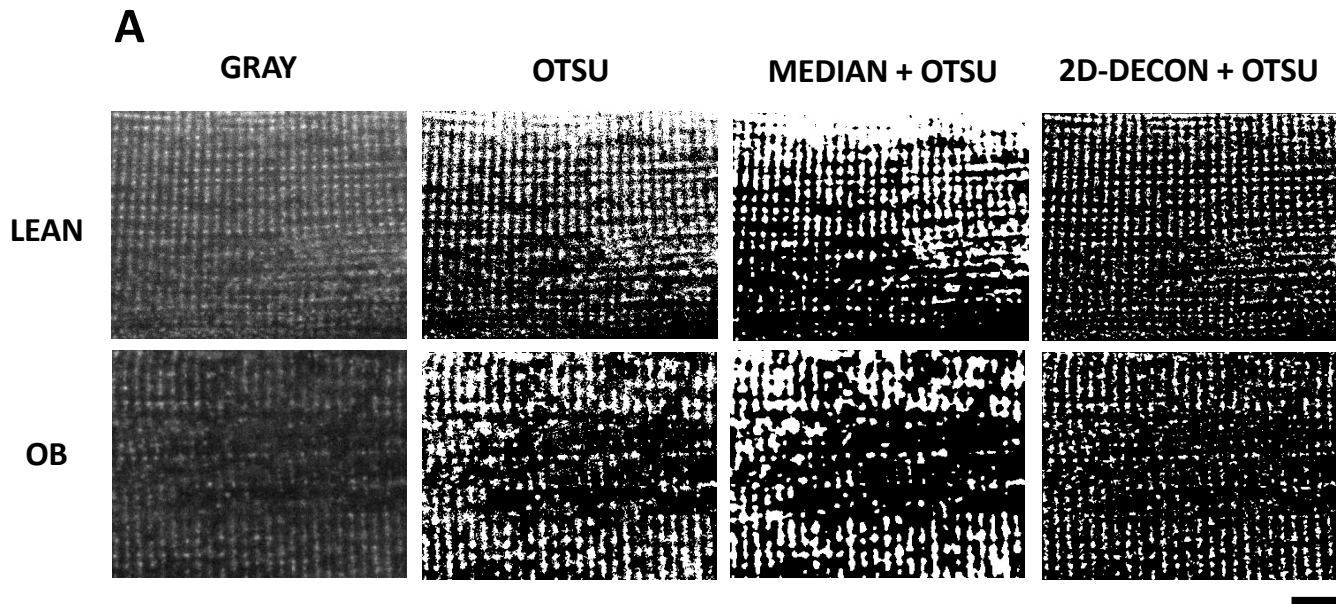 A
GRAY OTSU MEDIAN + OTSU 2D-DECON + OTSU
LEAN
OB